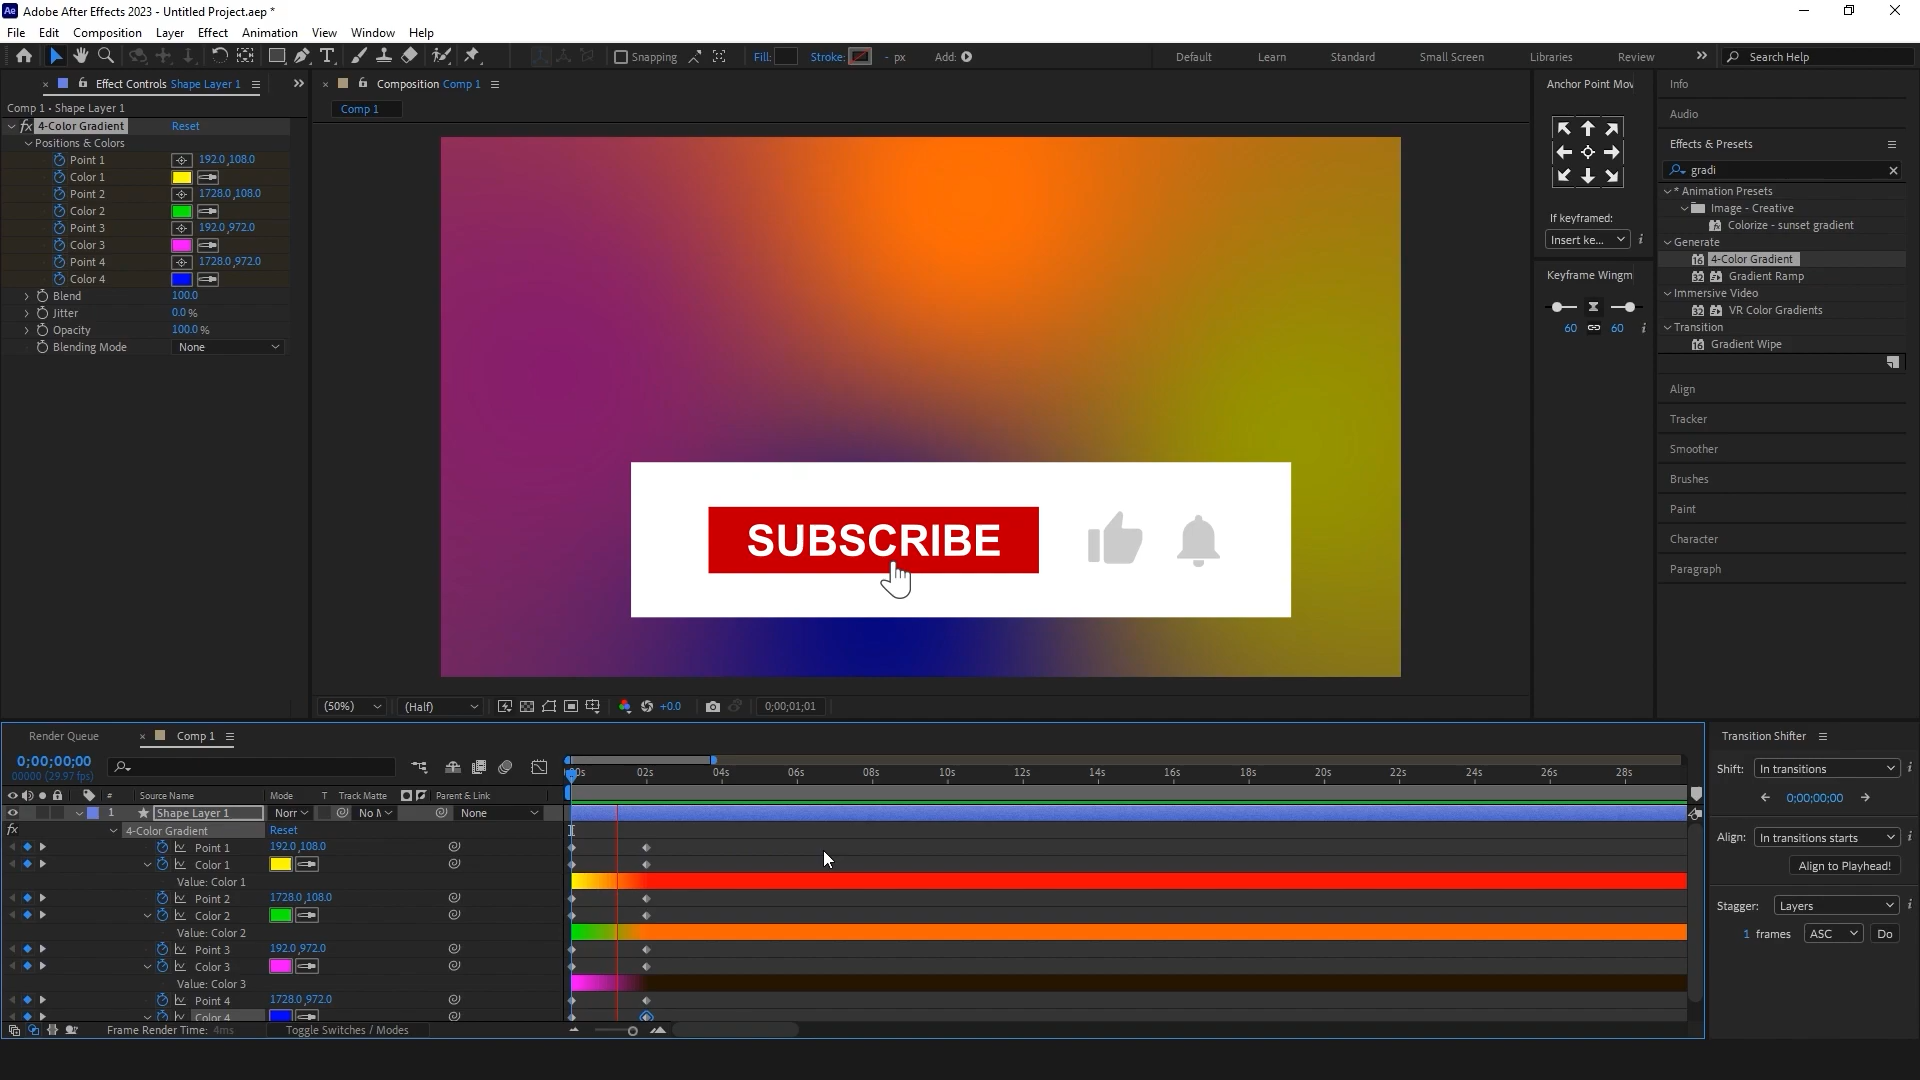 Ae Adobe After Effects 2023 - Untitled Project.aep *
File Edit Composition Layer Effect Animation View Window Help
Snapping Fill: Stroke: - px Add: Default Learn Standard Small Screen Libraries Review Search Help
Effect Controls Shape Layer 1
Comp 1 • Shape Layer 1
fx 4-Color Gradient Reset
Positions & Colors
Point 1 192.0,108.0
Color 1
Point 2 1728.0,108.0
Color 2
Point 3 192.0,972.0
Color 3
Point 4 1728.0,972.0
Color 4
Blend 100.0
Jitter 0.0 %
Opacity 100.0 %
Blending Mode None
Composition Comp 1
Comp 1
SUBSCRIBE
(50%) (Half) +0.0 0;00;01;01
Anchor Point Mov
If keyframed:
Insert ke...
Keyframe Wingm
60 60
Info
Audio
Effects & Presets
gradi
* Animation Presets
Image - Creative
Colorize - sunset gradient
Generate
16 4-Color Gradient
32 Gradient Ramp
Immersive Video
32 VR Color Gradients
Transition
16 Gradient Wipe
Align
Tracker
Smoother
Brushes
Paint
Character
Paragraph
Render Queue Comp 1
0;00;00;00
00000 (29.97 fps)
00s 02s 04s 06s 08s 10s 12s 14s 16s 18s 20s 22s 24s 26s 28s
# Source Name Mode T Track Matte Parent & Link
1 Shape Layer 1 Norr No M None
fx 4-Color Gradient Reset
Point 1 192.0,108.0
Color 1
Value: Color 1
Point 2 1728.0,108.0
Color 2
Value: Color 2
Point 3 192.0,972.0
Color 3
Value: Color 3
Point 4 1728.0,972.0
Color 4
Frame Render Time: 4ms Toggle Switches / Modes
Transition Shifter
Shift: In transitions
0;00;00;00
Align: In transitions starts
Align to Playhead!
Stagger: Layers
1 frames ASC Do